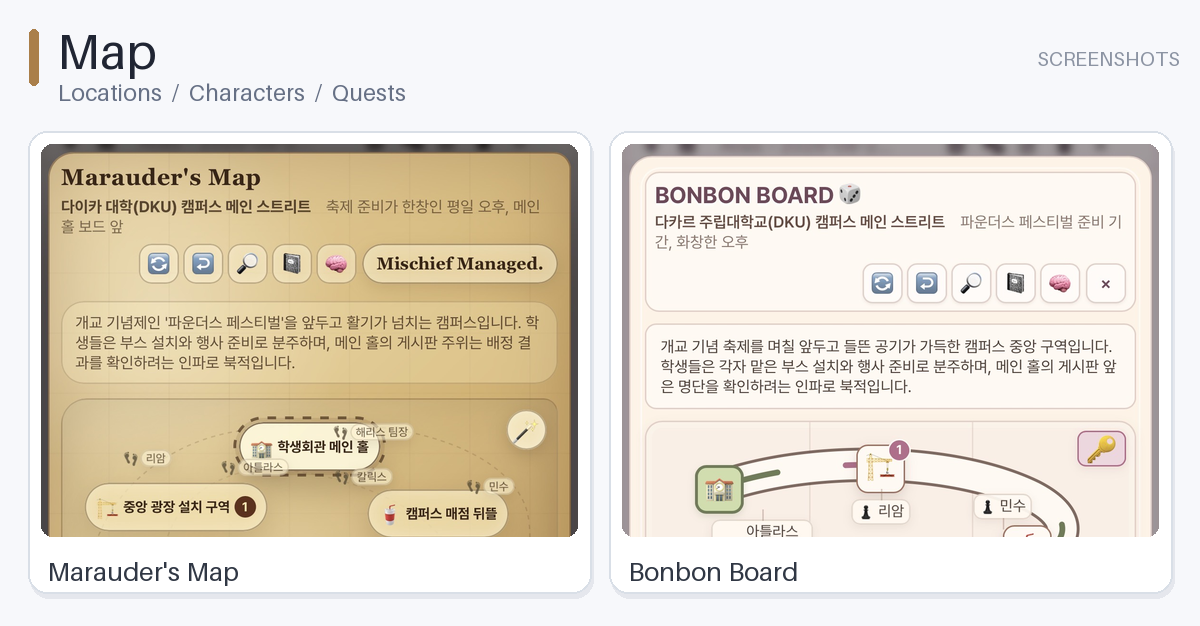 Map
SCREENSHOTS
Locations / Characters / Quests
Marauder's Map
다이카 대학(DKU) 캠퍼스 메인 스트리트 축제 준비가 한창인 평일 오후, 메인
홀 보드 앞
Mischief Managed.
개교 기념제인 '파운더스 페스티벌'을 앞두고 활기가 넘치는 캠퍼스입니다. 학
생들은 부스 설치와 행사 준비로 분주하며, 메인 홀의 게시판 주위는 배정 결
과를 확인하려는 인파로 북적입니다.
해리스 팀장
학생회관 메인 홀
리암
아틀라스
칼릭스
민수
중앙 광장 설치 구역 1
캠퍼스 매점 뒤뜰
Marauder's Map
BONBON BOARD
다카르 주립대학교(DKU) 캠퍼스 메인 스트리트 파운더스 페스티벌 준비 기
간, 화창한 오후
×
개교 기념 축제를 며칠 앞두고 들뜬 공기가 가득한 캠퍼스 중앙 구역입니다.
학생들은 각자 맡은 부스 설치와 행사 준비로 분주하며, 메인 홀의 게시판 앞
은 명단을 확인하려는 인파로 북적입니다.
1
민수
리암
아틀라스
Bonbon Board